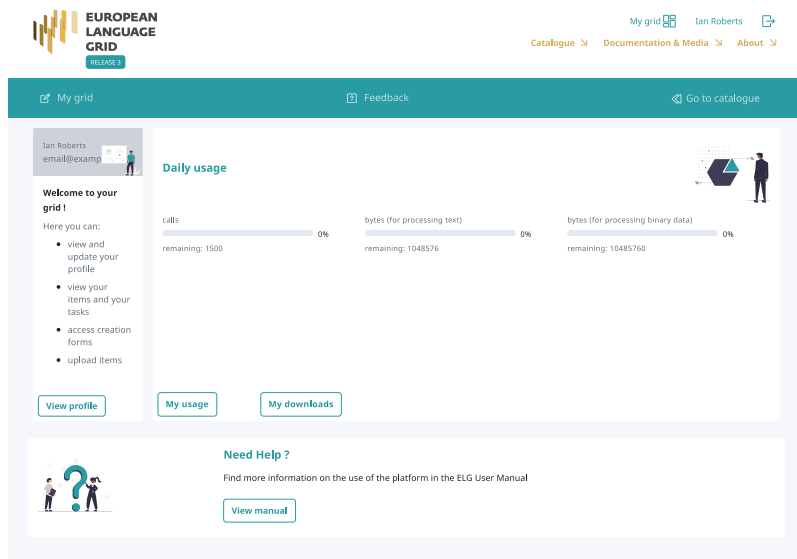 EUROPEAN
LANGUAGE
GRID
RELEASE 3
My grid Ian Roberts
Catalogue Documentation & Media About
My grid Feedback Go to catalogue
Ian Roberts
email@examp
Welcome to your
grid !
Here you can:
view and
update your
profile
view your
items and your
tasks
access creation
forms
upload items
View profile
Daily usage
calls
0%
remaining: 1500
bytes (for processing text)
0%
remaining: 1048576
bytes (for processing binary data)
0%
remaining: 10485760
My usage My downloads
Need Help ?
Find more information on the use of the platform in the ELG User Manual
View manual